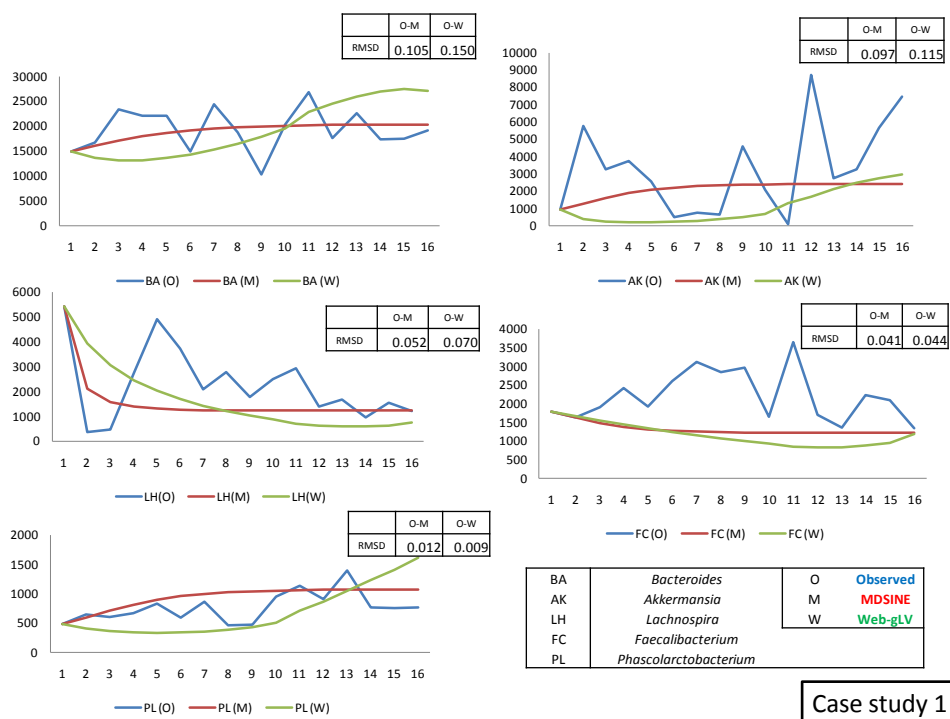 O-M O-W
RMSD 0.105 0.150
30000
25000
20000
15000
10000
5000
0
1 2 3 4 5 6 7 8 9 10 11 12 13 14 15 16
BA (O) BA (M) BA (W)
O-M O-W
RMSD 0.097 0.115
10000
9000
8000
7000
6000
5000
4000
3000
2000
1000
0
1 2 3 4 5 6 7 8 9 10 11 12 13 14 15 16
AK (O) AK (M) AK (W)
O-M O-W
RMSD 0.052 0.070
6000
5000
4000
3000
2000
1000
0
1 2 3 4 5 6 7 8 9 10 11 12 13 14 15 16
LH(O) LH(M) LH(W)
O-M O-W
RMSD 0.041 0.044
4000
3500
3000
2500
2000
1500
1000
500
0
1 2 3 4 5 6 7 8 9 10 11 12 13 14 15 16
FC (O) FC (M) FC (W)
O-M O-W
RMSD 0.012 0.009
2000
1500
1000
500
0
1 2 3 4 5 6 7 8 9 10 11 12 13 14 15 16
PL (O) PL (M) PL (W)
BA Bacteroides O Observed
AK Akkermansia M MDSINE
LH Lachnospira W Web-gLV
FC Faecalibacterium
PL Phascolarctobacterium
Case study 1